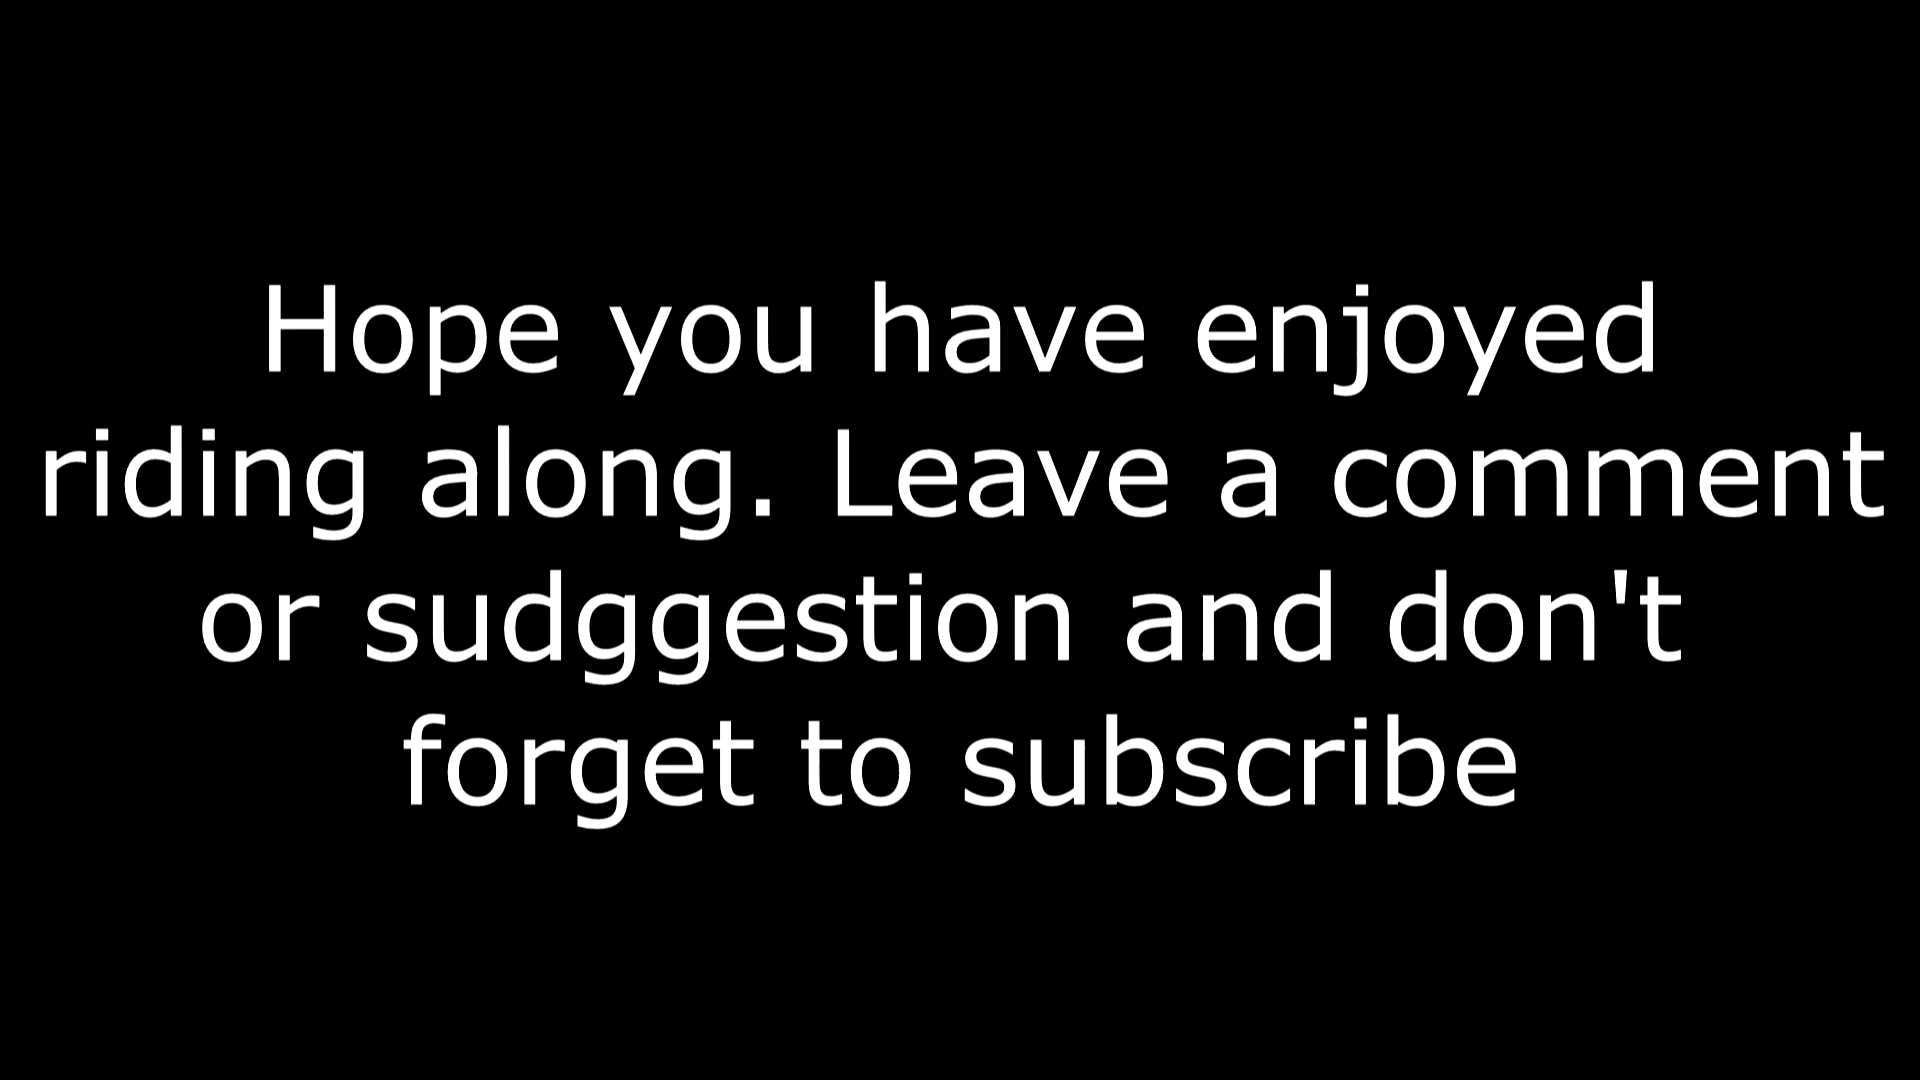 Hope you have enjoyed
riding along. Leave a comment
or sudggestion and don't
forget to subscribe